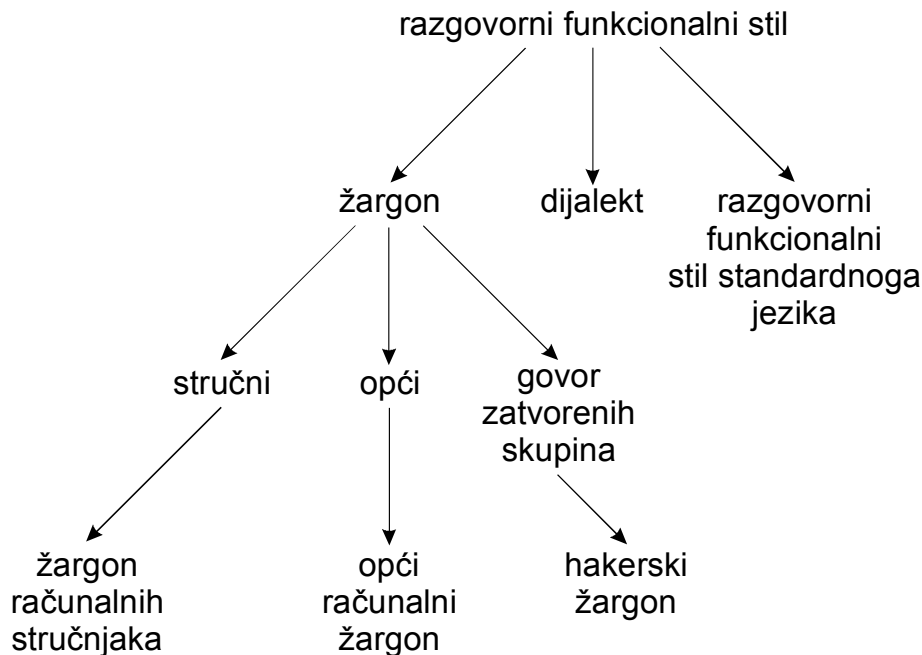 razgovorni funkcionalni stil
žargon
dijalekt
razgovorni
funkcionalni
stil standardnoga
jezika
stručni
opći
govor
zatvorenih
skupina
žargon
računalnih
stručnjaka
opći
računalni
žargon
hakerski
žargon